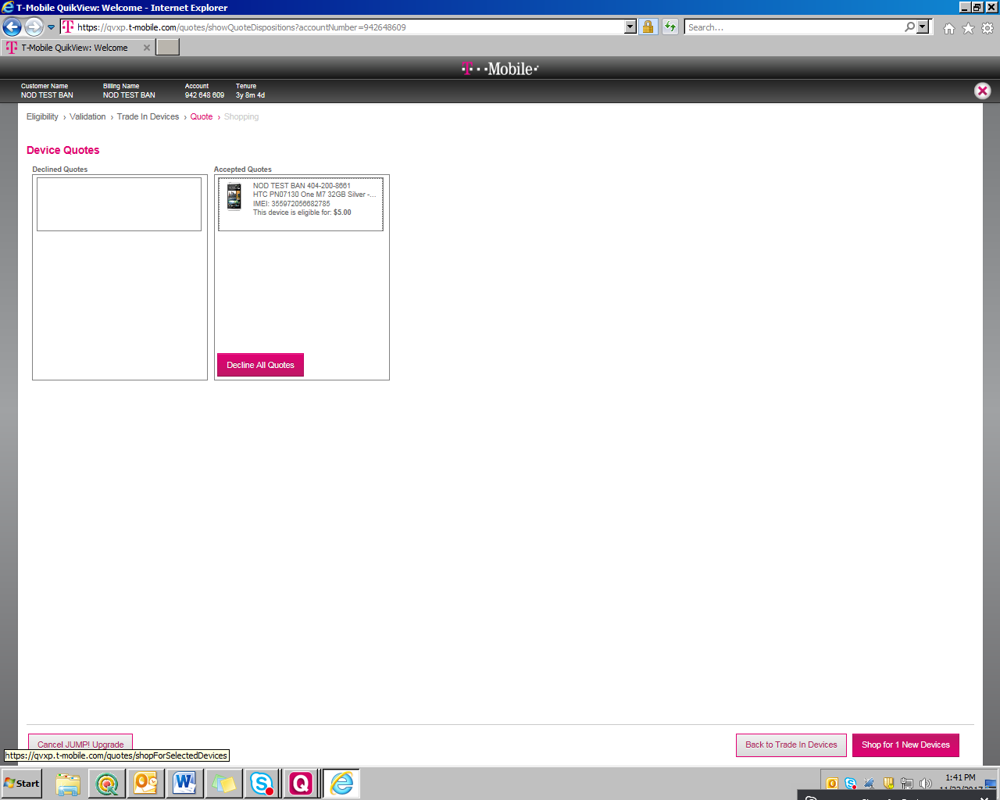 T-Mobile QuikView: Welcome - Internet Explorer
https://qvxp.t-mobile.com/quotes/showQuoteDispositions?accountNumber=942648609
Search...
T-Mobile QuikView: Welcome
T··Mobile·
Customer Name Billing Name Account Tenure
NOD TEST BAN NOD TEST BAN 942 648 609 3y 8m 4d
Eligibility › Validation › Trade In Devices › Quote › Shopping
Device Quotes
Declined Quotes
Accepted Quotes
NOD TEST BAN 404-200-8661
HTC PN07130 One M7 32GB Silver -...
IMEI: 355972056682785
This device is eligible for: $5.00
Decline All Quotes
Cancel JUMP! Upgrade
Back to Trade In Devices
Shop for 1 New Devices
https://qvxp.t-mobile.com/quotes/shopForSelectedDevices
Start
1:41 PM